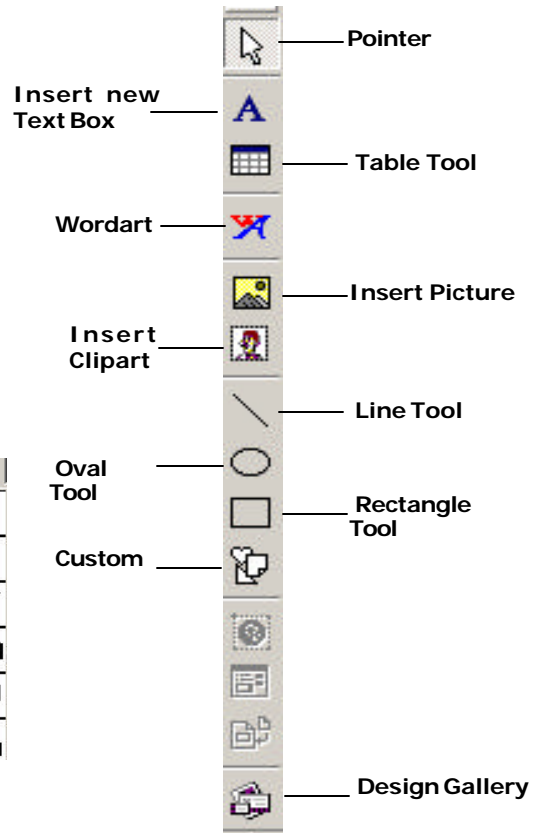 Pointer
Insert new
Text Box
Table Tool
Wordart
Insert Picture
Insert
Clipart
Line Tool
Oval
Tool
Rectangle
Tool
Custom
Design Gallery